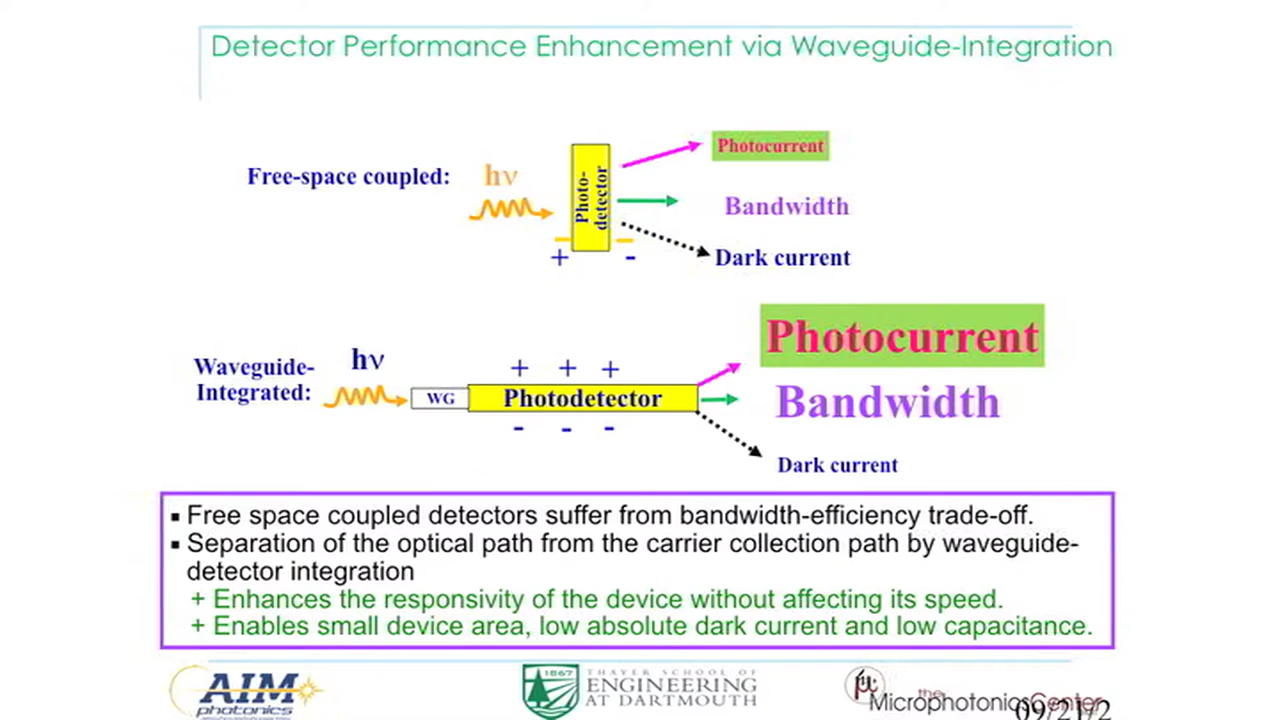 Detector Performance Enhancement via Waveguide-Integration
Photocurrent
Free-space coupled:
hν
Photo-
detector
Bandwidth
+
-
Dark current
Photocurrent
Waveguide-
Integrated:
hν
+ + +
WG
Photodetector
Bandwidth
- - -
Dark current
▪ Free space coupled detectors suffer from bandwidth-efficiency trade-off.
▪ Separation of the optical path from the carrier collection path by waveguide-
detector integration
+ Enhances the responsivity of the device without affecting its speed.
+ Enables small device area, low absolute dark current and low capacitance.
AIM
photonics
1867
THAYER SCHOOL OF
ENGINEERING
AT DARTMOUTH
μ
the
MicrophotonicsCenter
09/21/2